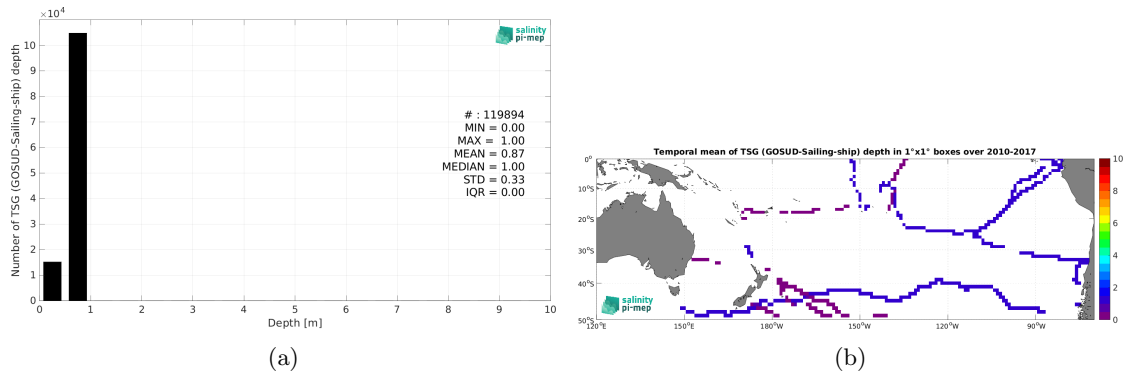 ×10⁴
10
9
8
7
6
5
4
3
2
1
0
Number of TSG (GOSUD-Sailing-ship) depth
salinity
pi-mep
# : 119894
MIN = 0.00
MAX = 1.00
MEAN = 0.87
MEDIAN = 1.00
STD = 0.33
IQR = 0.00
0 1 2 3 4 5 6 7 8 9 10
Depth [m]
(a)
Temporal mean of TSG (GOSUD-Sailing-ship) depth in 1°x1° boxes over 2010-2017
0°
10°S
20°S
30°S
40°S
50°S
salinity
pi-mep
120°E 150°E 180°W 150°W 120°W 90°W
10
8
6
4
2
0
(b)